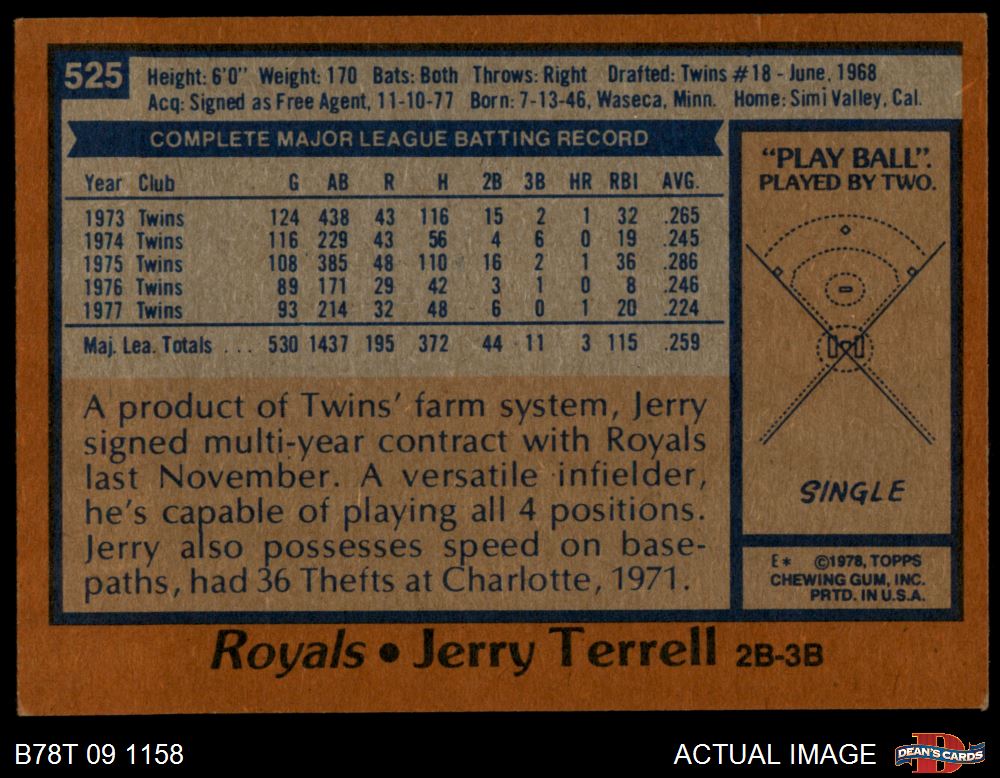 525
Height: 6'0" Weight: 170 Bats: Both Throws: Right Drafted: Twins #18 - June, 1968
Acq: Signed as Free Agent, 11-10-77 Born: 7-13-46, Waseca, Minn. Home: Simi Valley, Cal.
COMPLETE MAJOR LEAGUE BATTING RECORD
Year Club G AB R H 2B 3B HR RBI AVG.
1973 Twins 124 438 43 116 15 2 1 32 .265
1974 Twins 116 229 43 56 4 6 0 19 .245
1975 Twins 108 385 48 110 16 2 1 36 .286
1976 Twins 89 171 29 42 3 1 0 8 .246
1977 Twins 93 214 32 48 6 0 1 20 .224
Maj. Lea. Totals ... 530 1437 195 372 44 11 3 115 .259
A product of Twins' farm system, Jerry
signed multi-year contract with Royals
last November. A versatile infielder,
he's capable of playing all 4 positions.
Jerry also possesses speed on base-
paths, had 36 Thefts at Charlotte, 1971.
"PLAY BALL".
PLAYED BY TWO.
SINGLE
E* ©1978, TOPPS
CHEWING GUM, INC.
PRTD. IN U.S.A.
Royals • Jerry Terrell 2B-3B
B78T 09 1158
ACTUAL IMAGE
DEAN'S CARDS